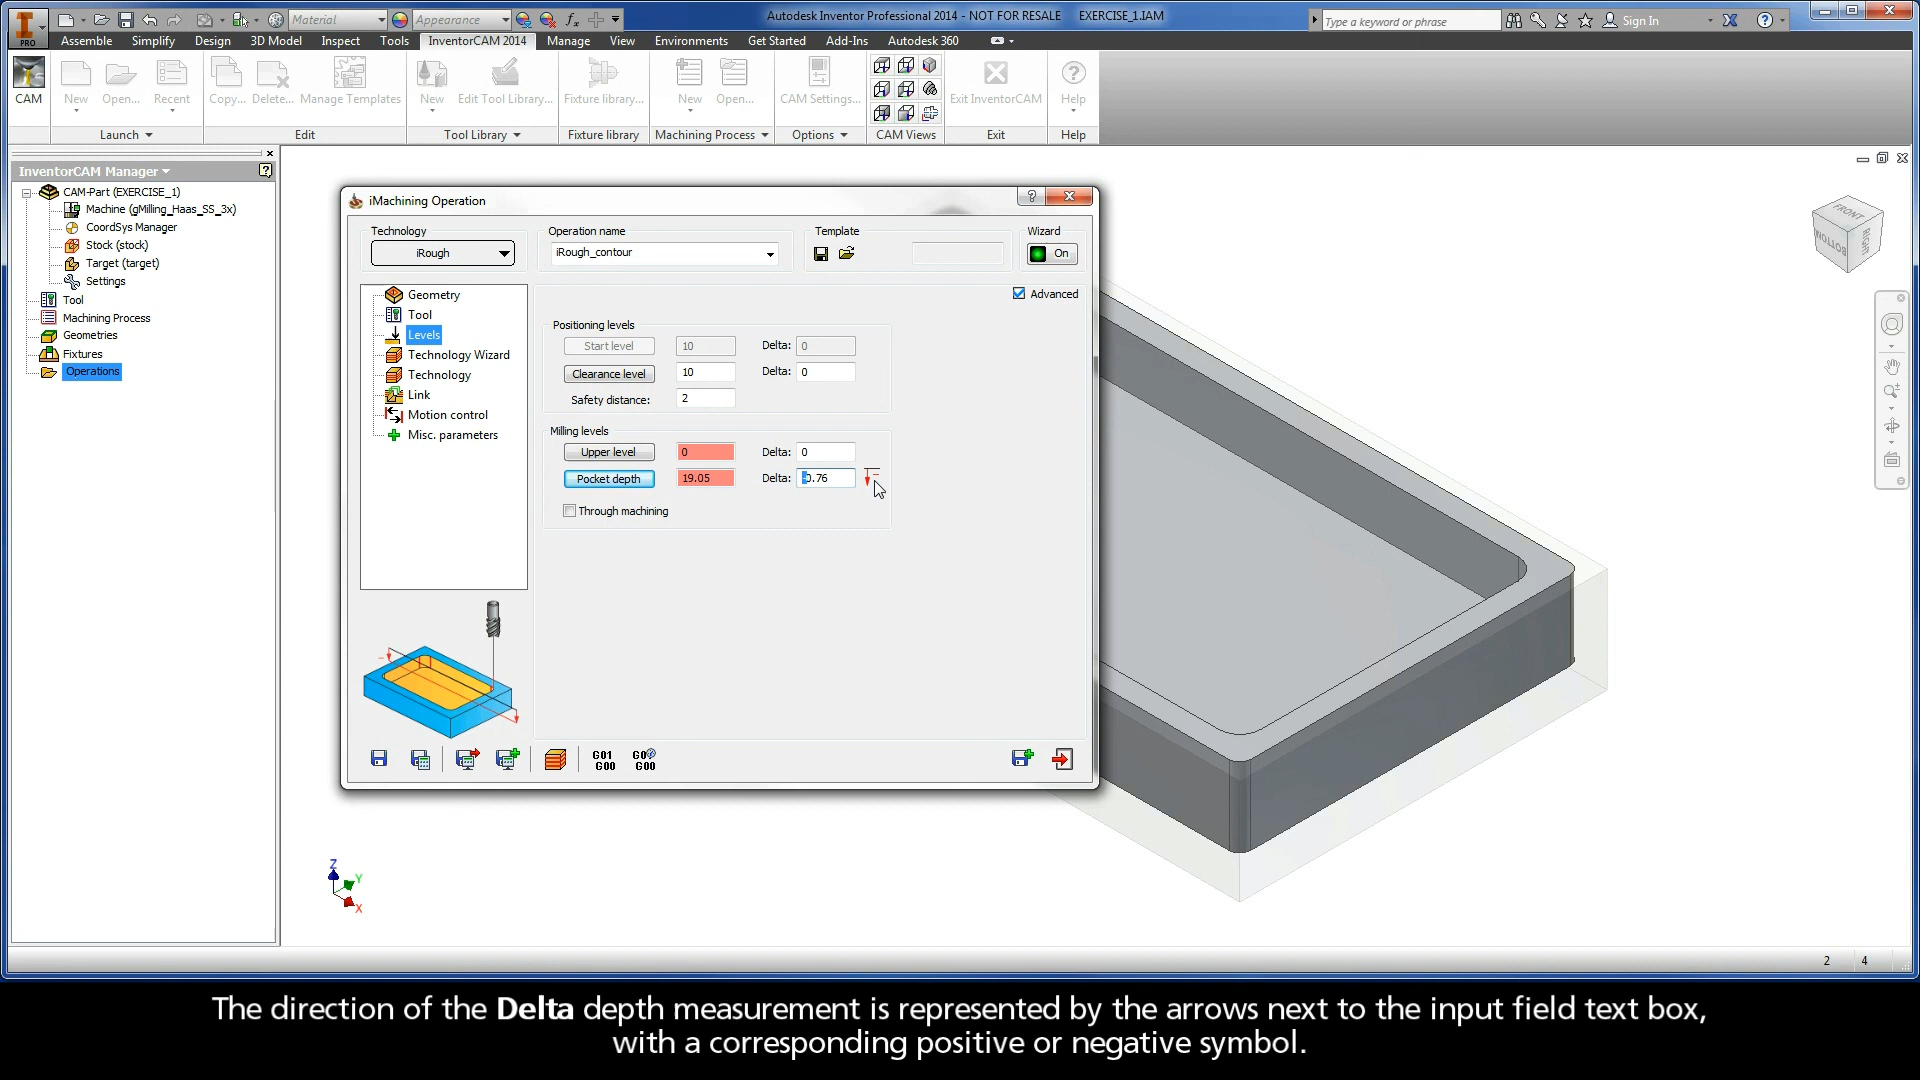 Material
Appearance
Autodesk Inventor Professional 2014 - NOT FOR RESALE EXERCISE_1.IAM
Type a keyword or phrase
Sign In
PRO
Assemble Simplify Design 3D Model Inspect Tools InventorCAM 2014 Manage View Environments Get Started Add-Ins Autodesk 360
CAM New Open... Recent Copy... Delete... Manage Templates New Edit Tool Library... Fixture library... New Open... CAM Settings... Exit InventorCAM Help
Launch Edit Tool Library Fixture library Machining Process Options CAM Views Exit Help
InventorCAM Manager
CAM-Part (EXERCISE_1)
Machine (gMilling_Haas_SS_3x)
CoordSys Manager
Stock (stock)
Target (target)
Settings
Tool
Machining Process
Geometries
Fixtures
Operations
iMachining Operation
Technology
iRough
Operation name
iRough_contour
Template
Wizard
On
Geometry
Tool
Levels
Technology Wizard
Technology
Link
Motion control
Misc. parameters
Advanced
Positioning levels
Start level 10 Delta: 0
Clearance level 10 Delta: 0
Safety distance: 2
Milling levels
Upper level 0 Delta: 0
Pocket depth 19.05 Delta: -0.76
Through machining
G01
G00
G00
G00
FRONT
BOTTOM
RIGHT
Z
Y
X
2 4
The direction of the Delta depth measurement is represented by the arrows next to the input field text box,
with a corresponding positive or negative symbol.